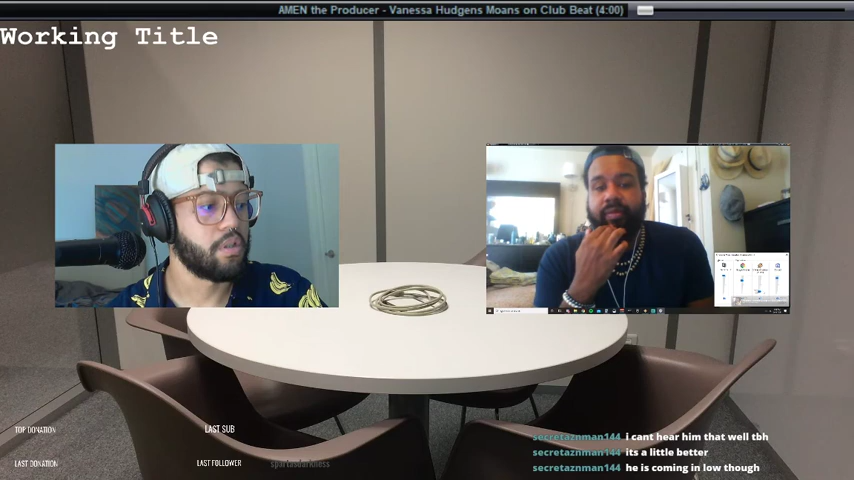 AMEN the Producer - Vanessa Hudgens Moans on Club Beat (4:00)
Working Title
TOP DONATION
LAST SUB
LAST DONATION
LAST FOLLOWER
spartasdarkness
secretaznman144 i cant hear him that well tbh
secretaznman144 its a little better
secretaznman144 he is coming in low though